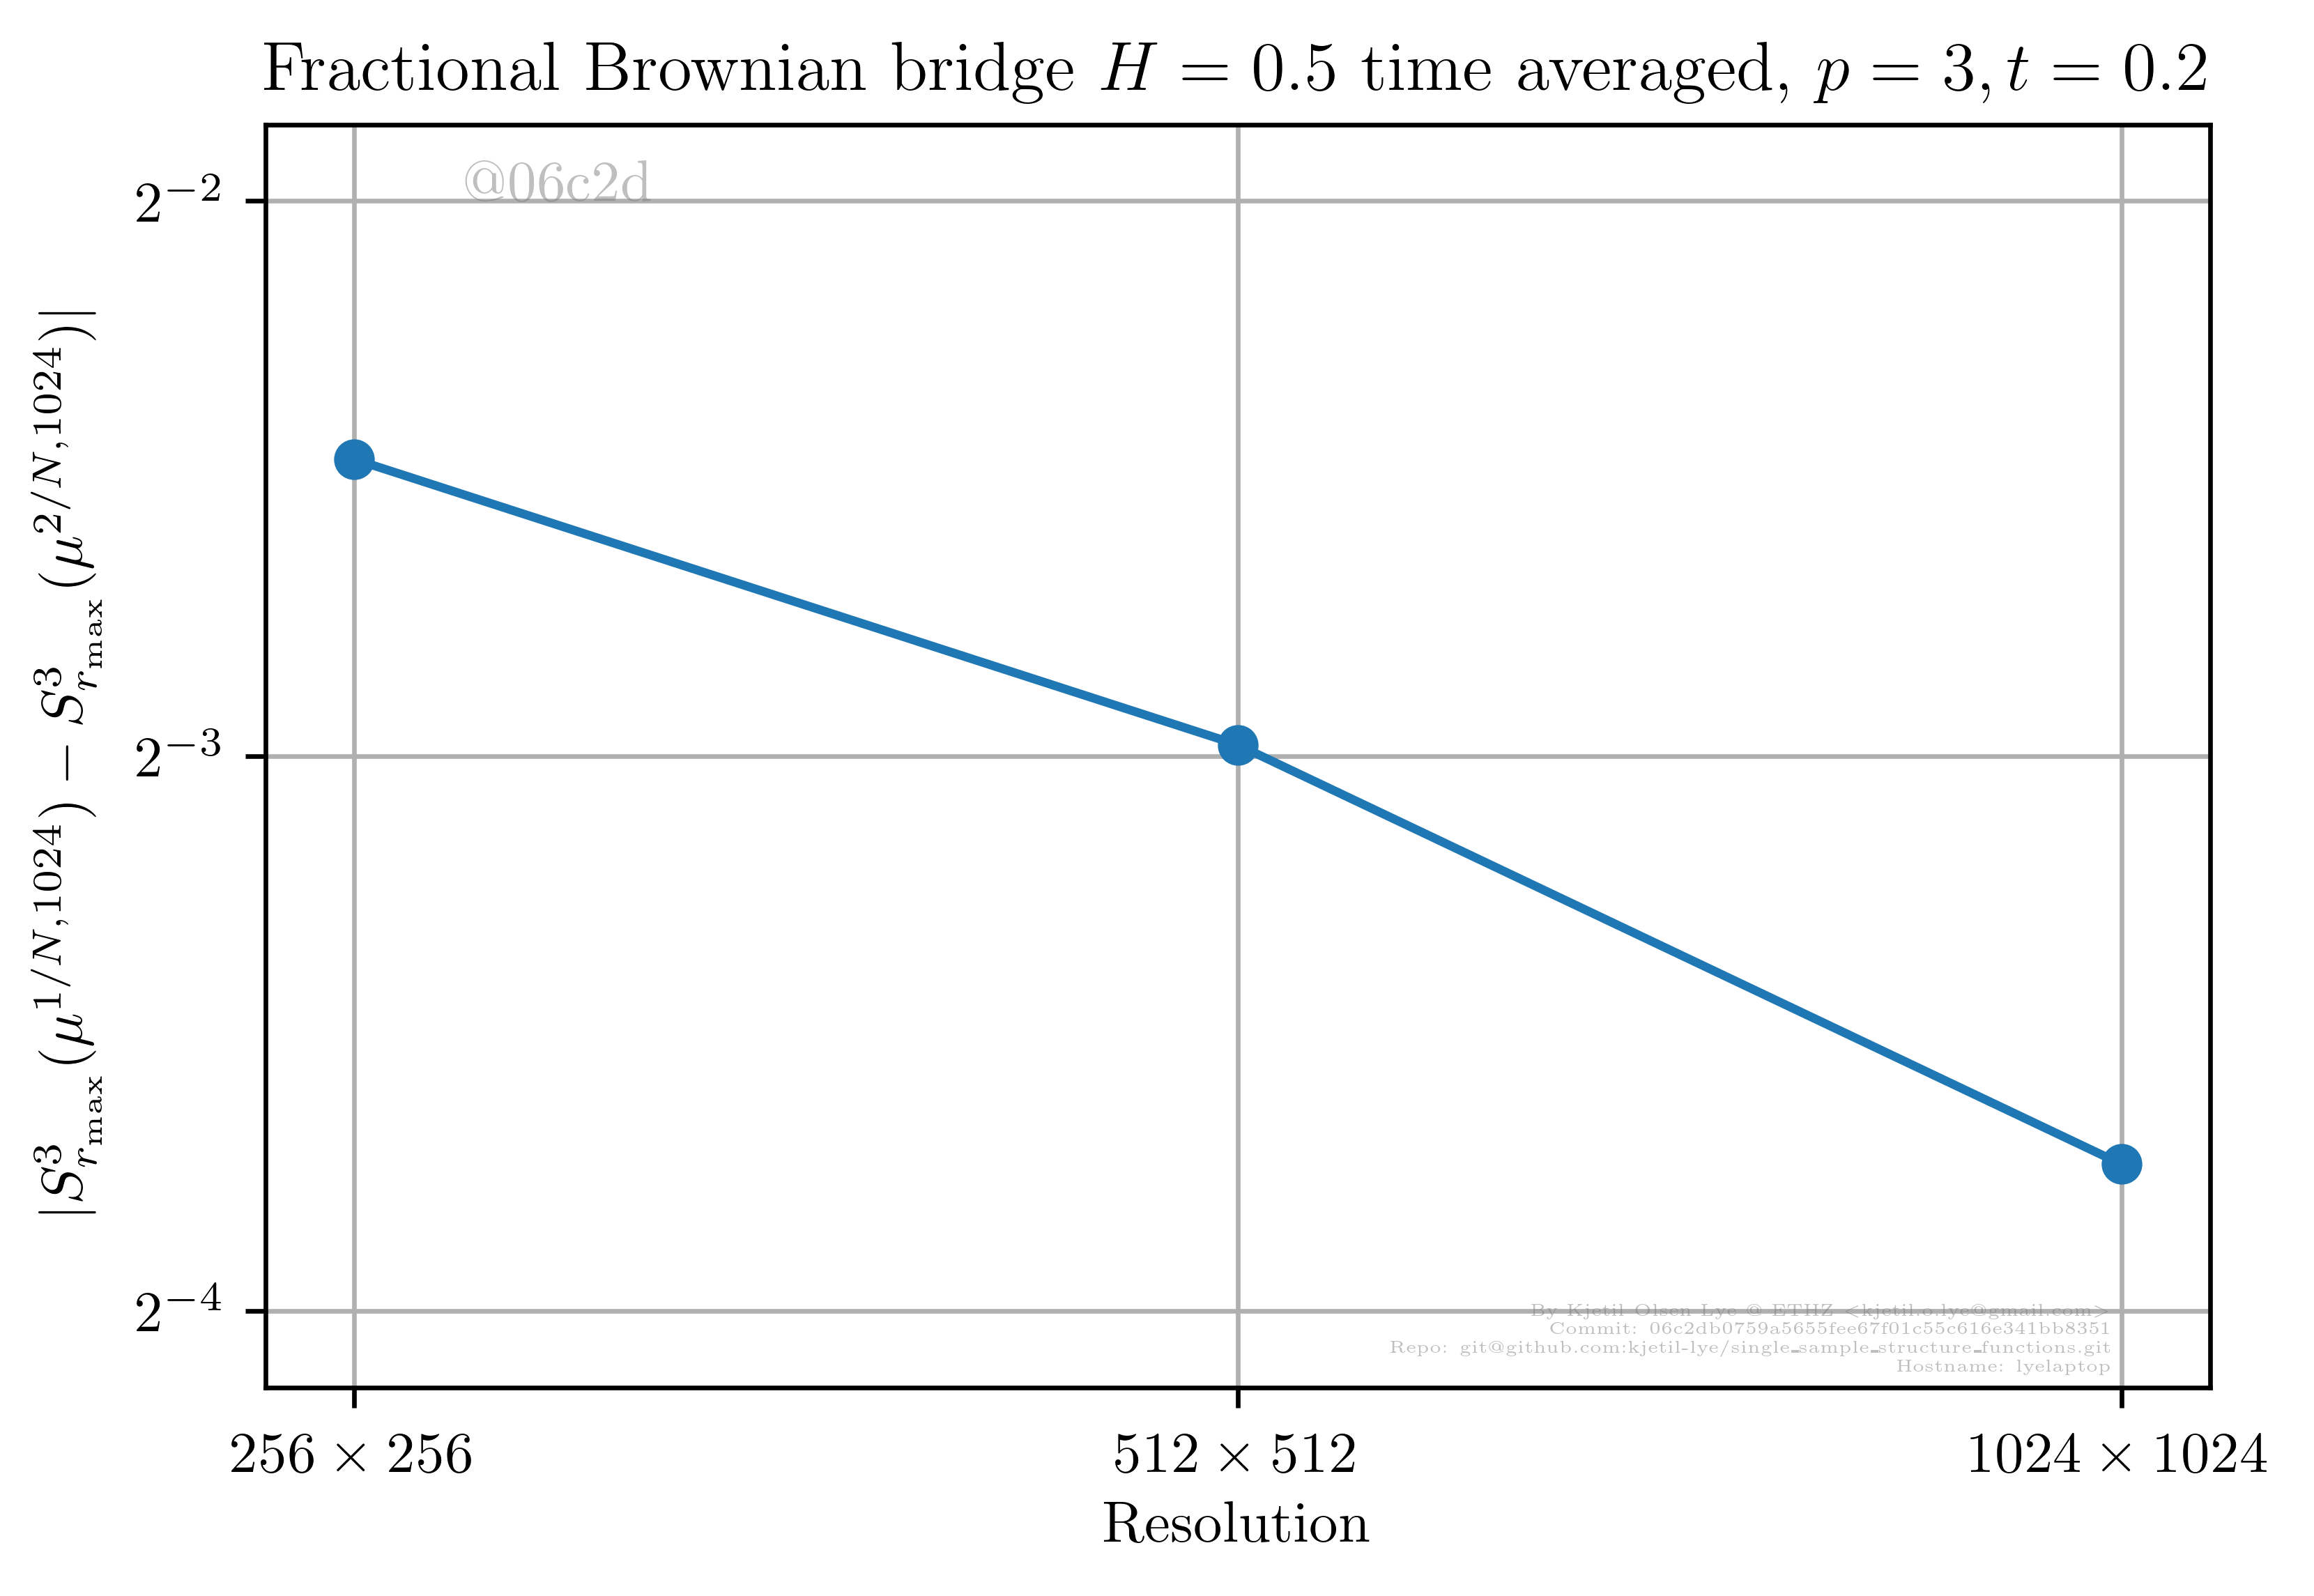 Fractional Brownian bridge H = 0.5 time averaged, p = 3, t = 0.2
@06c2d
2^{-2}
2^{-3}
2^{-4}
|S^3_{r_max}(μ^{1/N,1024}) − S^3_{r_max}(μ^{2/N,1024})|
By Kjetil Olsen Lye @ ETHZ <kjetil.o.lye@gmail.com>
Commit: 06c2db0759a5655fee67f01c55c616e341bb8351
Repo: git@github.com:kjetil-lye/single_sample_structure_functions.git
Hostname: lyelaptop
256 × 256 512 × 512 1024 × 1024
Resolution